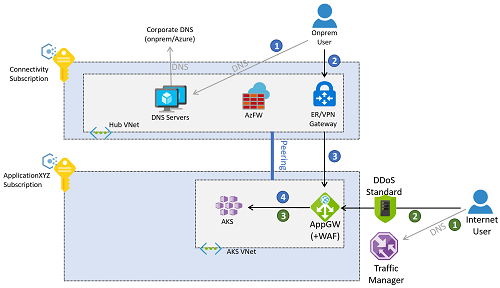 Corporate DNS
(onprem/Azure)
Onprem
User
Connectivity
Subscription
DNS
1
DNS
2
DNS Servers
AzFW
ER/VPN
Gateway
Hub VNet
Peering
3
ApplicationXYZ
Subscription
DDoS
Standard
4
AKS
3
AppGW
(+WAF)
2
Internet
User
DNS
1
AKS VNet
Traffic
Manager